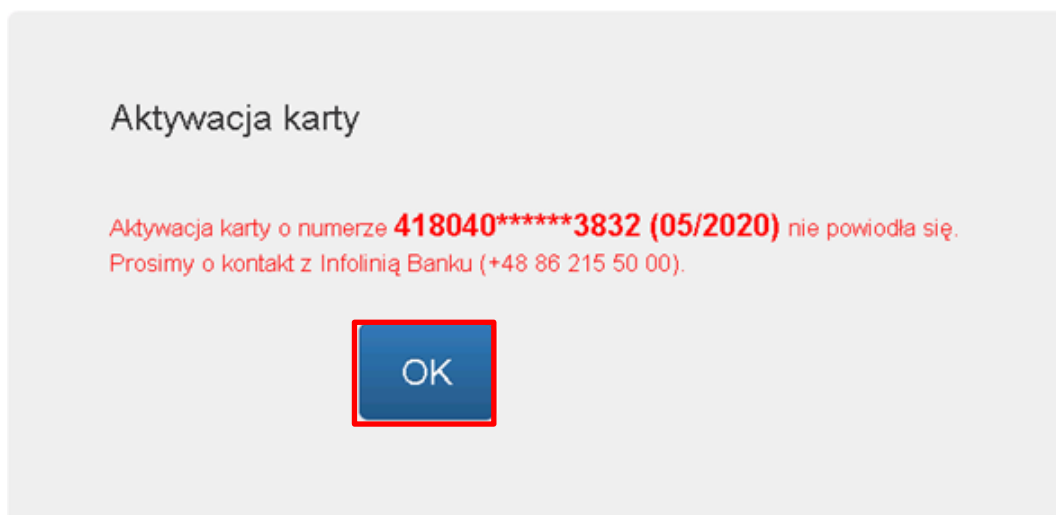 Aktywacja karty
Aktywacja karty o numerze 418040******3832 (05/2020) nie powiodła się.
Prosimy o kontakt z Infolinią Banku (+48 86 215 50 00).
OK